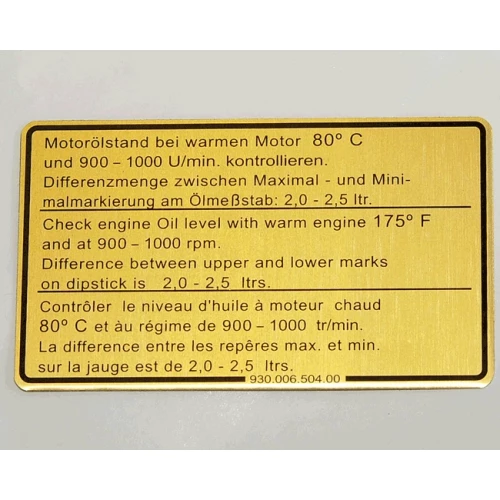 Motorölstand bei warmen Motor 80° C
und 900 – 1000 U/min. kontrollieren.
Differenzmenge zwischen Maximal - und Mini-
malmarkierung am Ölmeßstab: 2,0 - 2,5 ltr.
Check engine Oil level with warm engine 175° F
and at 900 – 1000 rpm.
Difference between upper and lower marks
on dipstick is 2,0 - 2,5 ltrs.
Contrôler le niveau d'huile à moteur chaud
80° C et àu régime de 900 – 1000 tr/min.
La difference entre les repêres max. et min.
sur la jauge est de 2,0 - 2,5 ltrs.
930.006.504.00